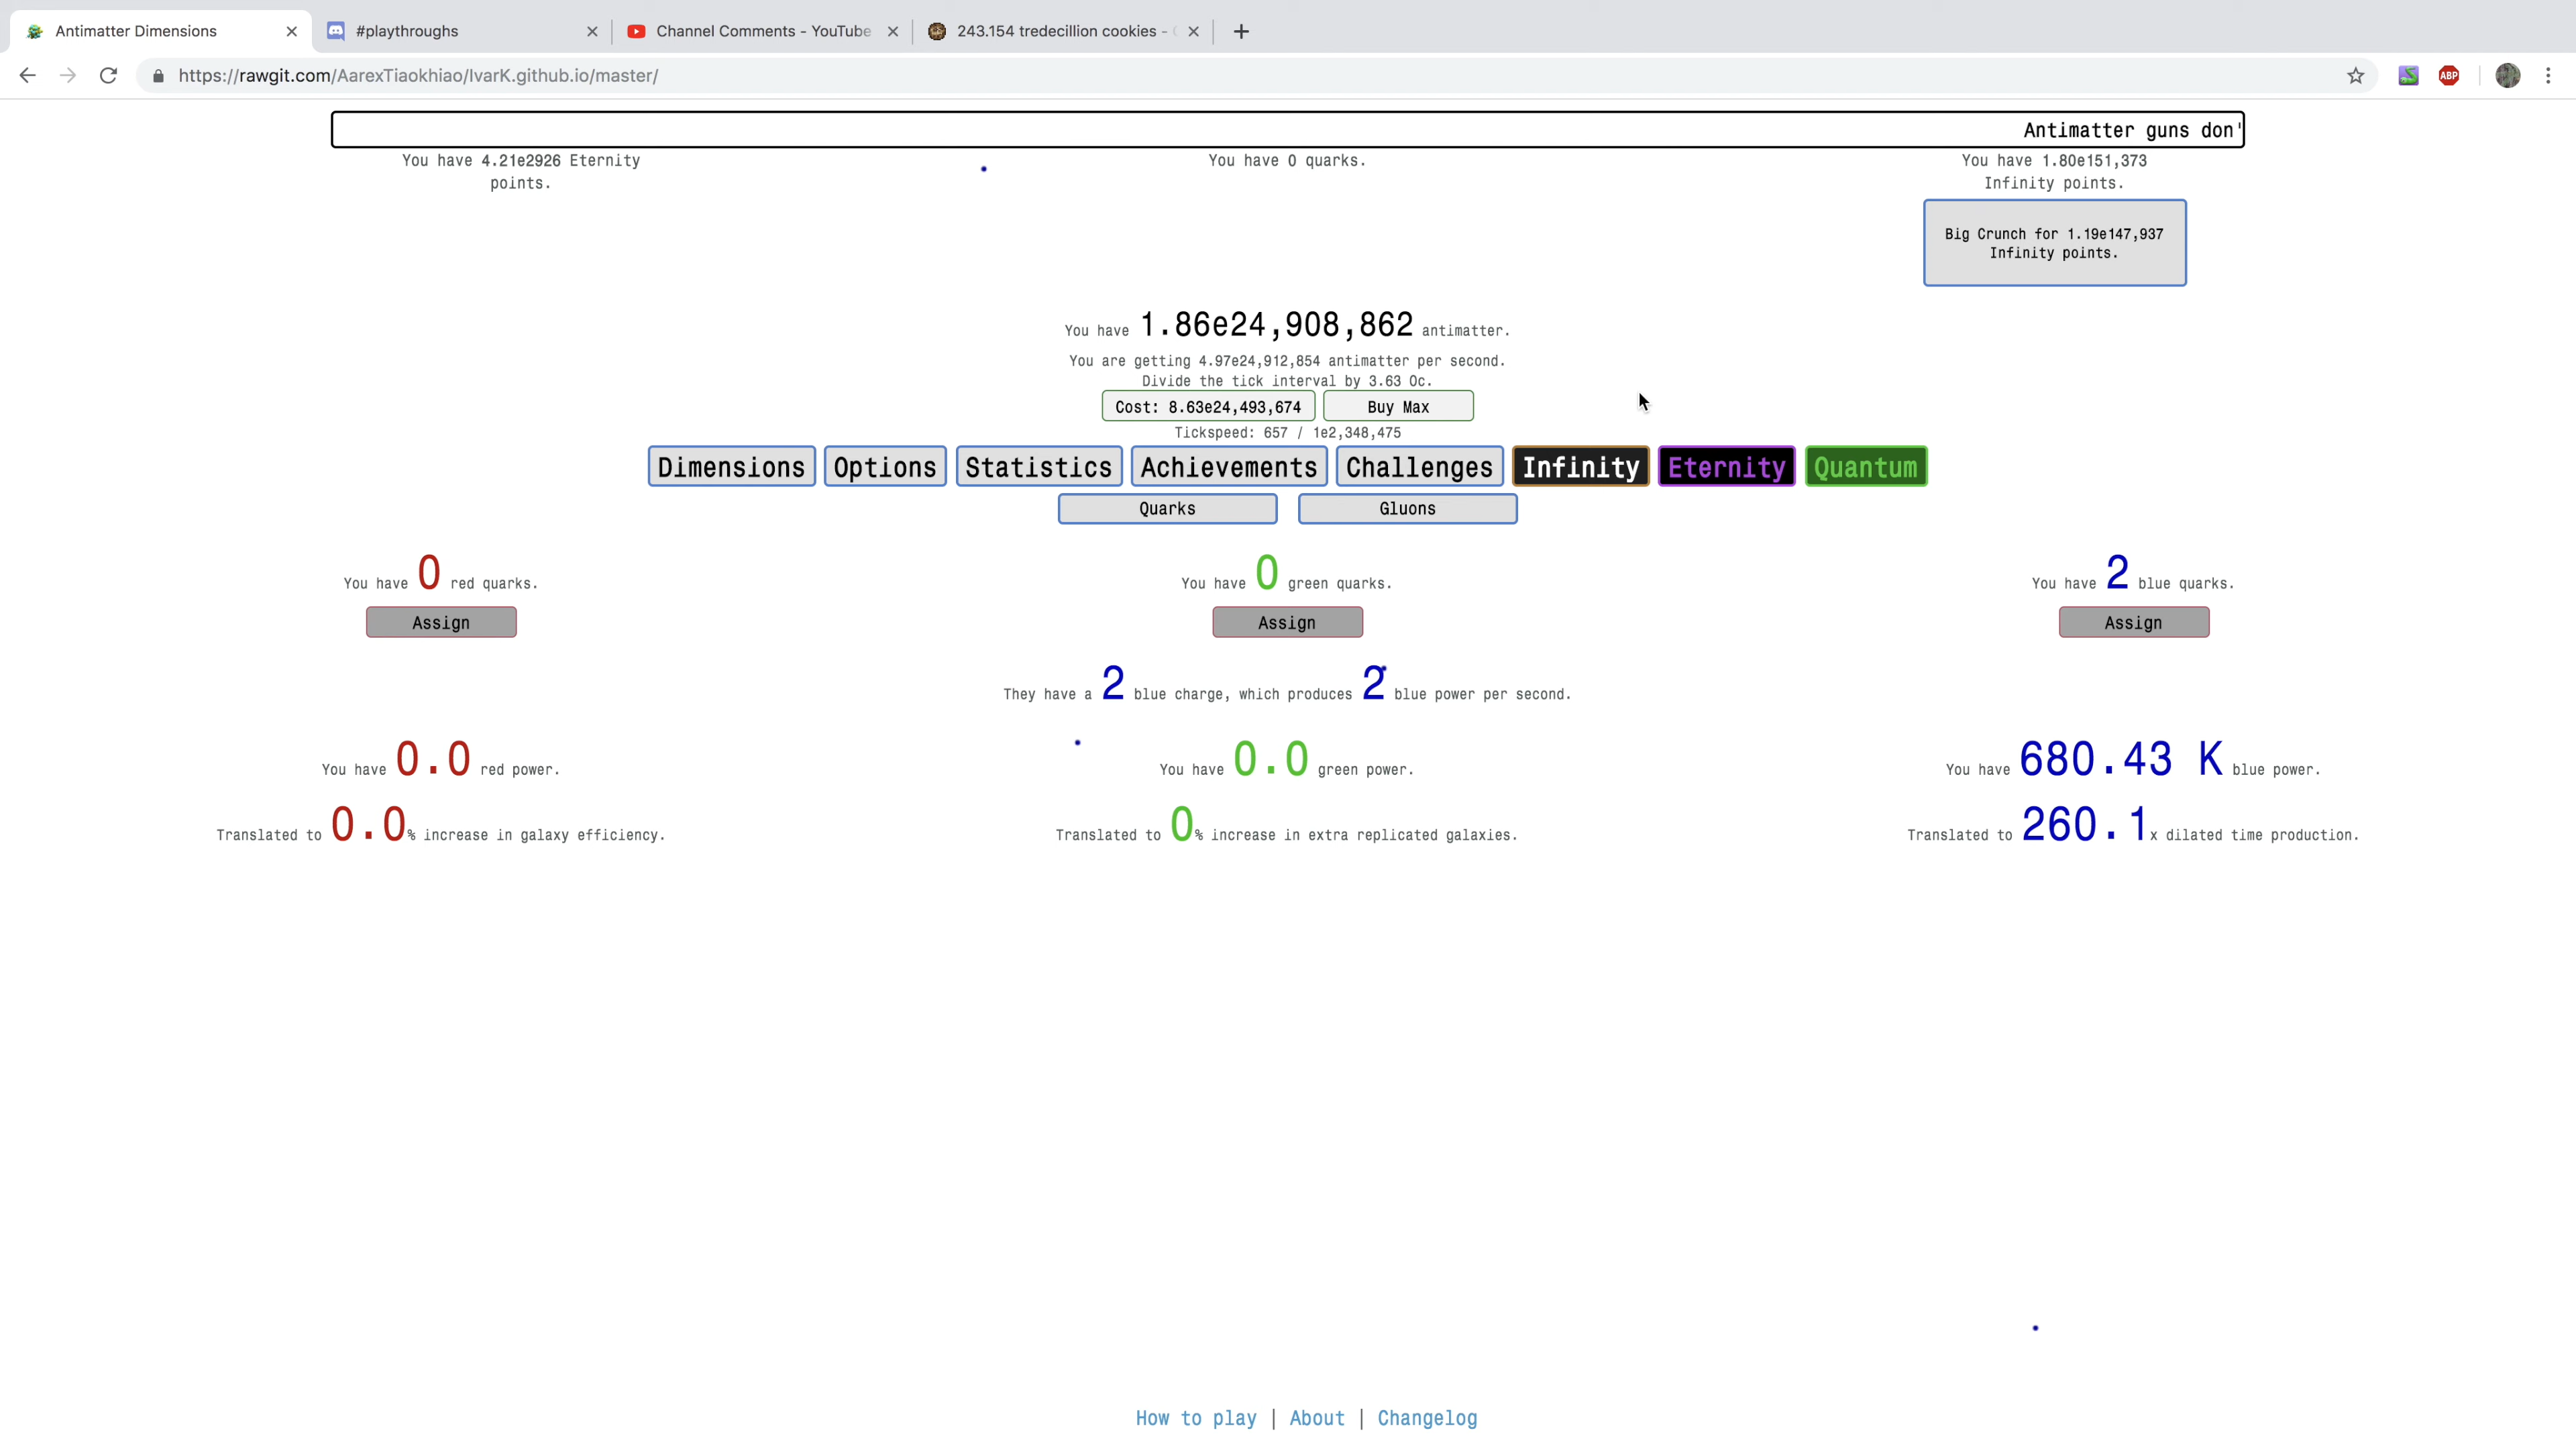 Antimatter Dimensions
#playthroughs
Channel Comments - YouTube
243.154 tredecillion cookies -
https://rawgit.com/AarexTiaokhiao/IvarK.github.io/master/
ABP
Antimatter guns don'
You have 4.21e2926 Eternity
points.
You have 0 quarks.
You have 1.80e151,373
Infinity points.
Big Crunch for 1.19e147,937
Infinity points.
You have 1.86e24,908,862 antimatter.
You are getting 4.97e24,912,854 antimatter per second.
Divide the tick interval by 3.63 Oc.
Cost: 8.63e24,493,674 Buy Max
Tickspeed: 657 / 1e2,348,475
Dimensions Options Statistics Achievements Challenges Infinity Eternity Quantum
Quarks Gluons
You have 0 red quarks.
You have 0 green quarks.
You have 2 blue quarks.
Assign
Assign
Assign
They have a 2 blue charge, which produces 2 blue power per second.
You have 0.0 red power.
You have 0.0 green power.
You have 680.43 K blue power.
Translated to 0.0% increase in galaxy efficiency.
Translated to 0% increase in extra replicated galaxies.
Translated to 260.1x dilated time production.
How to play | About | Changelog